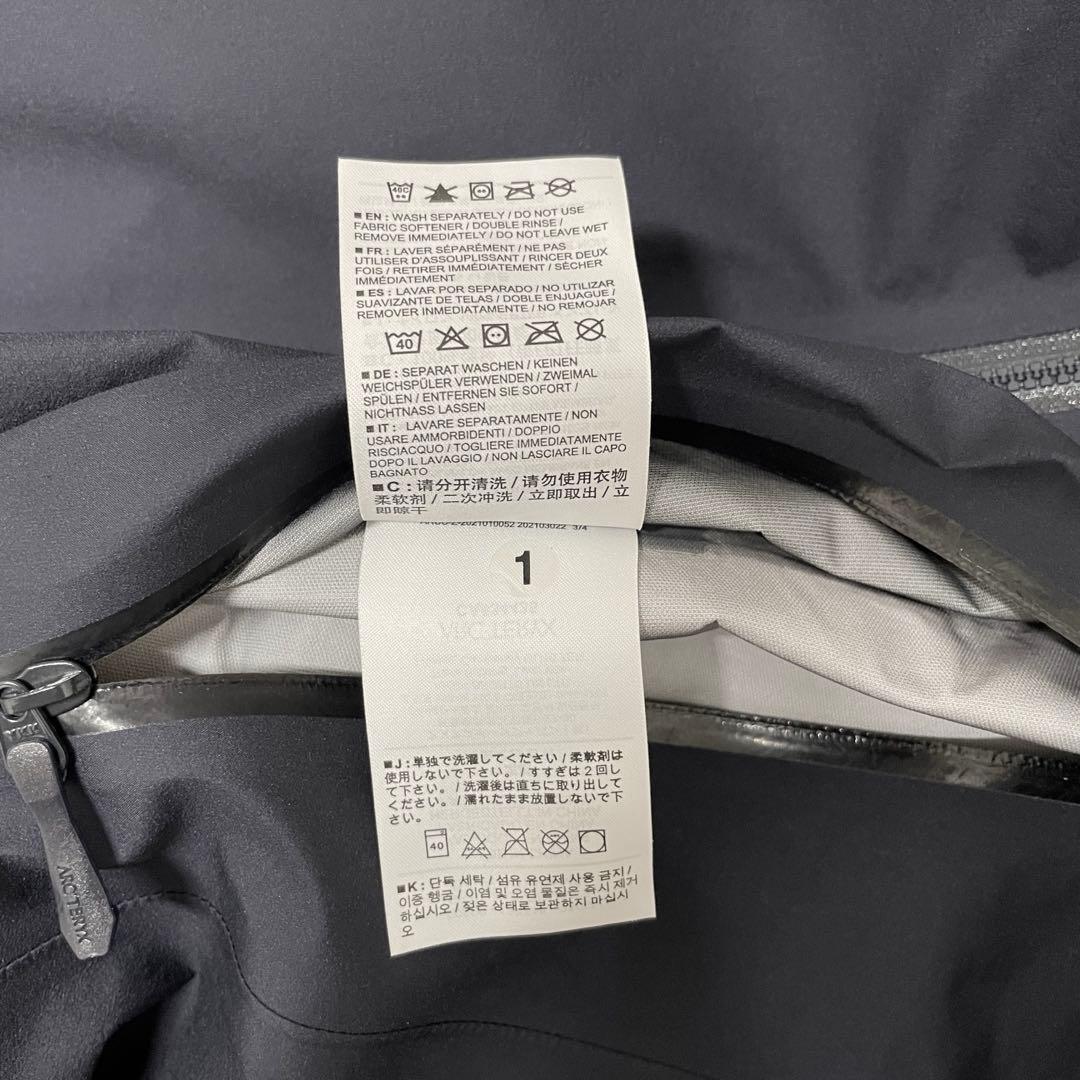 40C
■ EN : WASH SEPARATELY / DO NOT USE
FABRIC SOFTENER / DOUBLE RINSE /
REMOVE IMMEDIATELY / DO NOT LEAVE WET
■ FR : LAVER SÉPARÉMENT / NE PAS
UTILISER D'ASSOUPLISSANT / RINCER DEUX
FOIS / RETIRER IMMÉDIATEMENT / SÉCHER
IMMÉDIATEMENT
■ ES : LAVAR POR SEPARADO / NO UTILIZAR
SUAVIZANTE DE TELAS / DOBLE ENJUAGUE /
REMOVER INMEDIATAMENTE / NO REMOJAR
40
■ DE : SEPARAT WASCHEN / KEINEN
WEICHSPÜLER VERWENDEN / ZWEIMAL
SPÜLEN / ENTFERNEN SIE SOFORT /
NICHTNASS LASSEN
■ IT : LAVARE SEPARATAMENTE / NON
USARE AMMORBIDENTI / DOPPIO
RISCIACQUO / TOGLIERE IMMEDIATAMENTE
DOPO IL LAVAGGIO / NON LASCIARE IL CAPO
BAGNATO
■ C : 请分开清洗 / 请勿使用衣物
柔软剂 / 二次冲洗 / 立即取出 / 立
即晾干
202103022 3/4
1
■ J : 単独で洗濯してください / 柔軟剤は
使用しないで下さい。/ すすぎは2回し
て下さい。/ 洗濯後は直ちに取り出して
ください。/ 濡れたまま放置しないで下
さい。
40
■ K : 단독 세탁 / 섬유 유연제 사용 금지 /
이중 헹굼 / 이염 및 오염 물질은 즉시 제거
하십시오 / 젖은 상태로 보관하지 마십시
오
YKK
ARC'TERYX